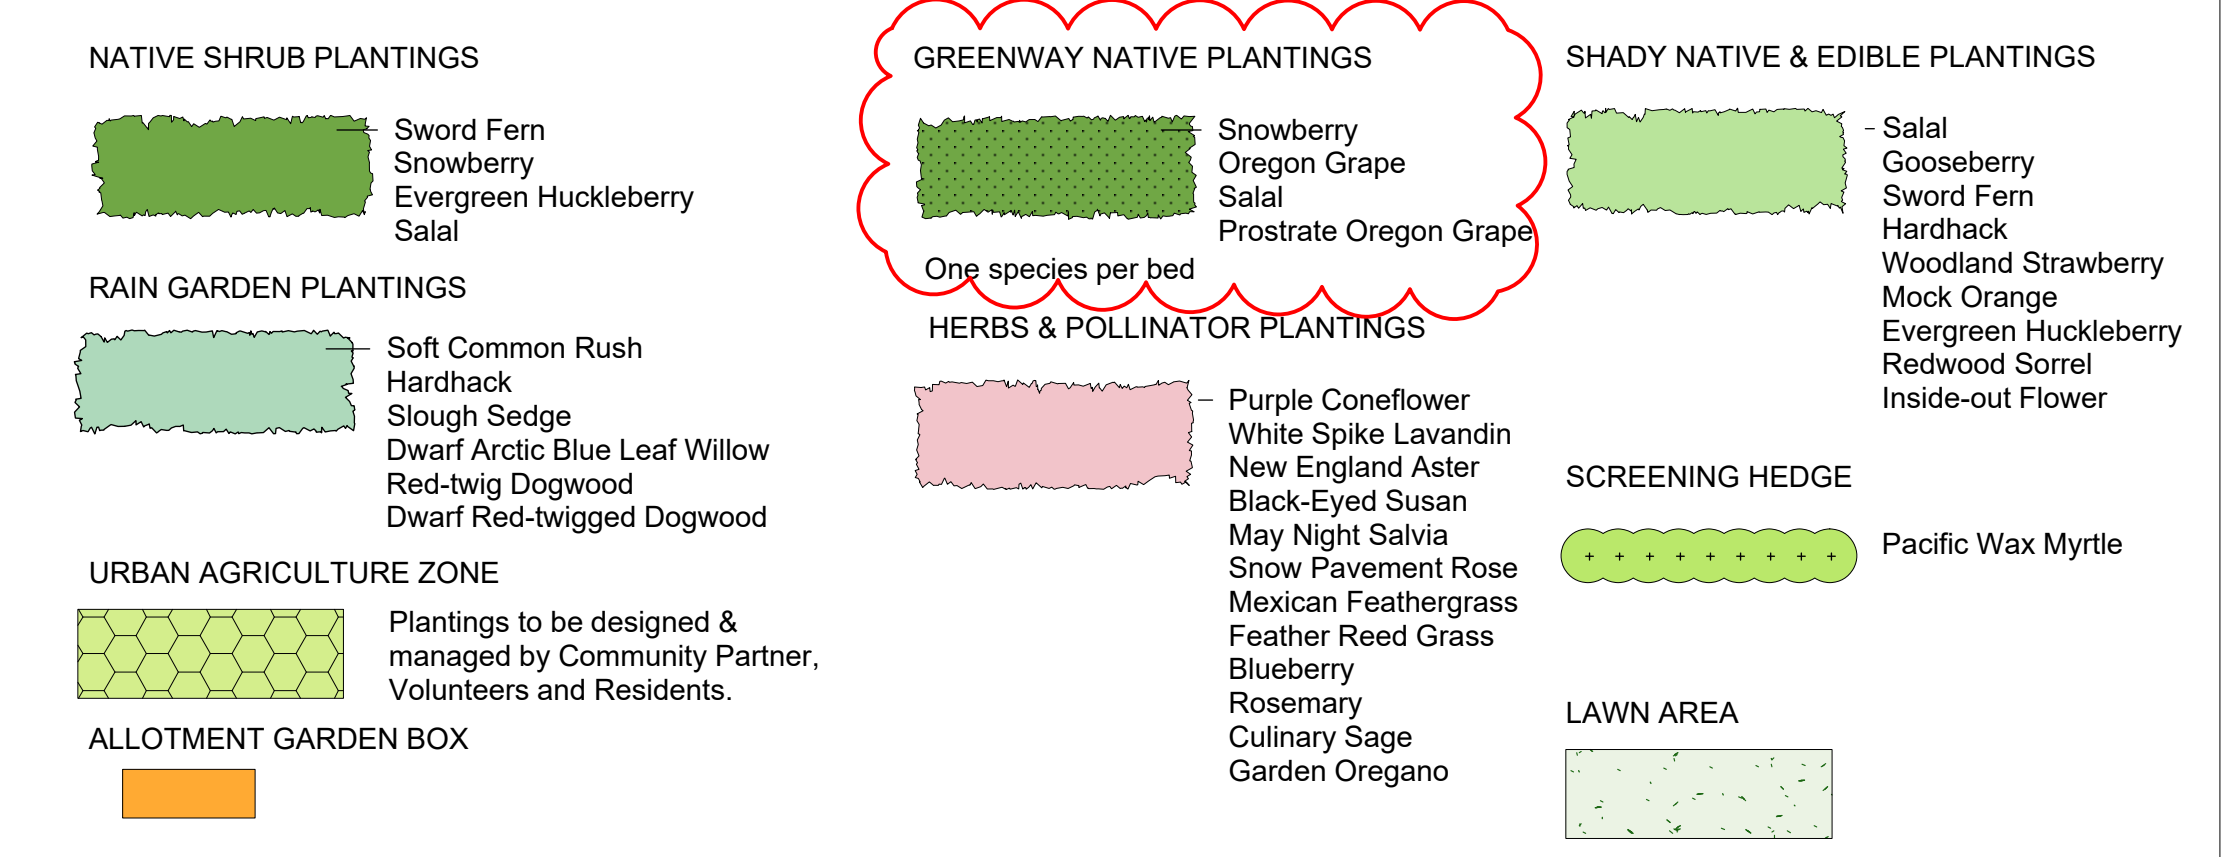 NATIVE SHRUB PLANTINGS
Sword Fern
Snowberry
Evergreen Huckleberry
Salal
RAIN GARDEN PLANTINGS
Soft Common Rush
Hardhack
Slough Sedge
Dwarf Arctic Blue Leaf Willow
Red-twig Dogwood
Dwarf Red-twigged Dogwood
URBAN AGRICULTURE ZONE
Plantings to be designed &
managed by Community Partner,
Volunteers and Residents.
ALLOTMENT GARDEN BOX
GREENWAY NATIVE PLANTINGS
Snowberry
Oregon Grape
Salal
Prostrate Oregon Grape
One species per bed
HERBS & POLLINATOR PLANTINGS
Purple Coneflower
White Spike Lavandin
New England Aster
Black-Eyed Susan
May Night Salvia
Snow Pavement Rose
Mexican Feathergrass
Feather Reed Grass
Blueberry
Rosemary
Culinary Sage
Garden Oregano
SHADY NATIVE & EDIBLE PLANTINGS
Salal
Gooseberry
Sword Fern
Hardhack
Woodland Strawberry
Mock Orange
Evergreen Huckleberry
Redwood Sorrel
Inside-out Flower
SCREENING HEDGE
Pacific Wax Myrtle
LAWN AREA